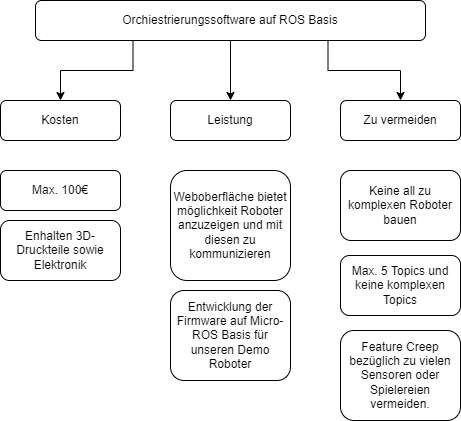 Orchiestrierungssoftware auf ROS Basis
Kosten
Leistung
Zu vermeiden
Max. 100€
Enhalten 3D-
Druckteile sowie
Elektronik
Weboberfläche bietet
möglichkeit Roboter
anzuzeigen und mit
diesen zu
kommunizieren
Entwicklung der
Firmware auf Micro-
ROS Basis für
unseren Demo
Roboter
Keine all zu
komplexen Roboter
bauen
Max. 5 Topics und
keine komplexen
Topics
Feature Creep
bezüglich zu vielen
Sensoren oder
Spielereien
vermeiden.